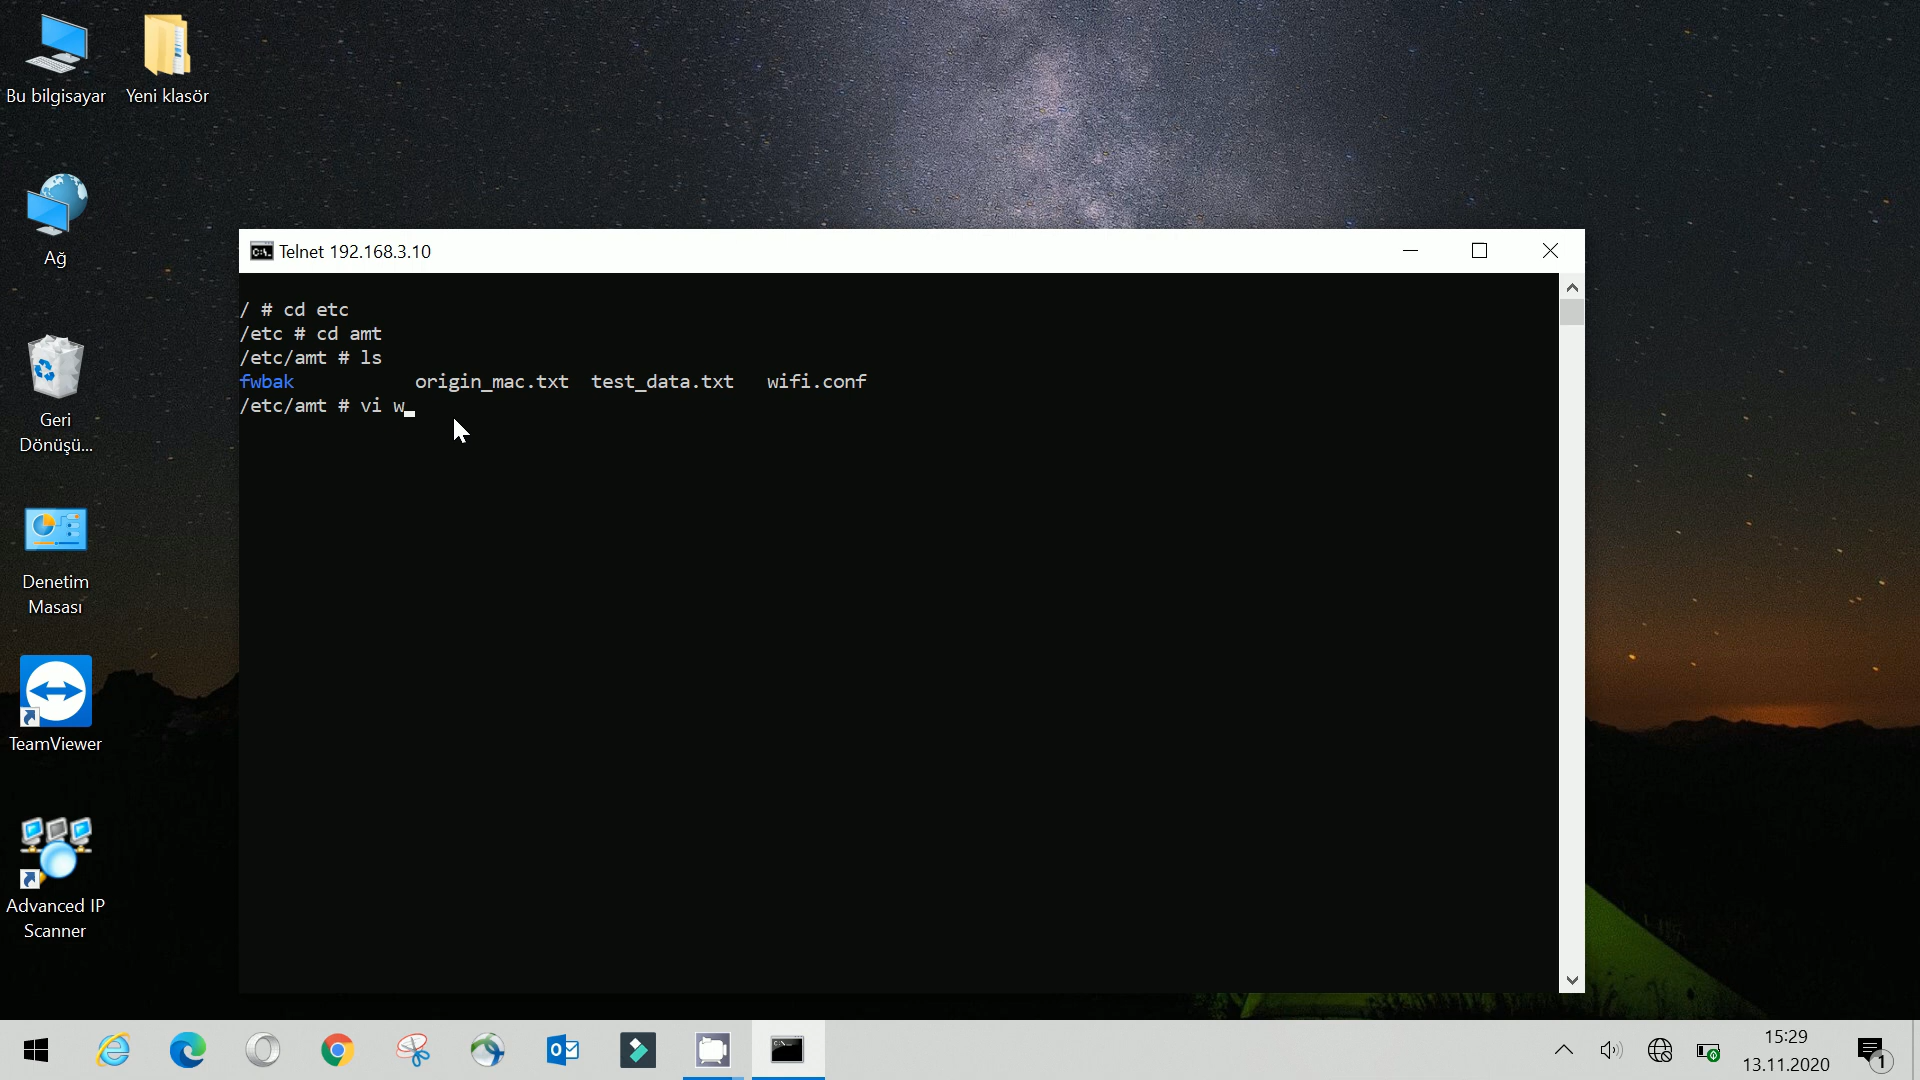 Bu bilgisayar
Yeni klasör
Ağ
Geri
Dönüşü...
Denetim
Masası
TeamViewer
Advanced IP
Scanner
Telnet 192.168.3.10
/ # cd etc
/etc # cd amt
/etc/amt # ls
fwbak origin_mac.txt test_data.txt wifi.conf
/etc/amt # vi w_
15:29
13.11.2020
1